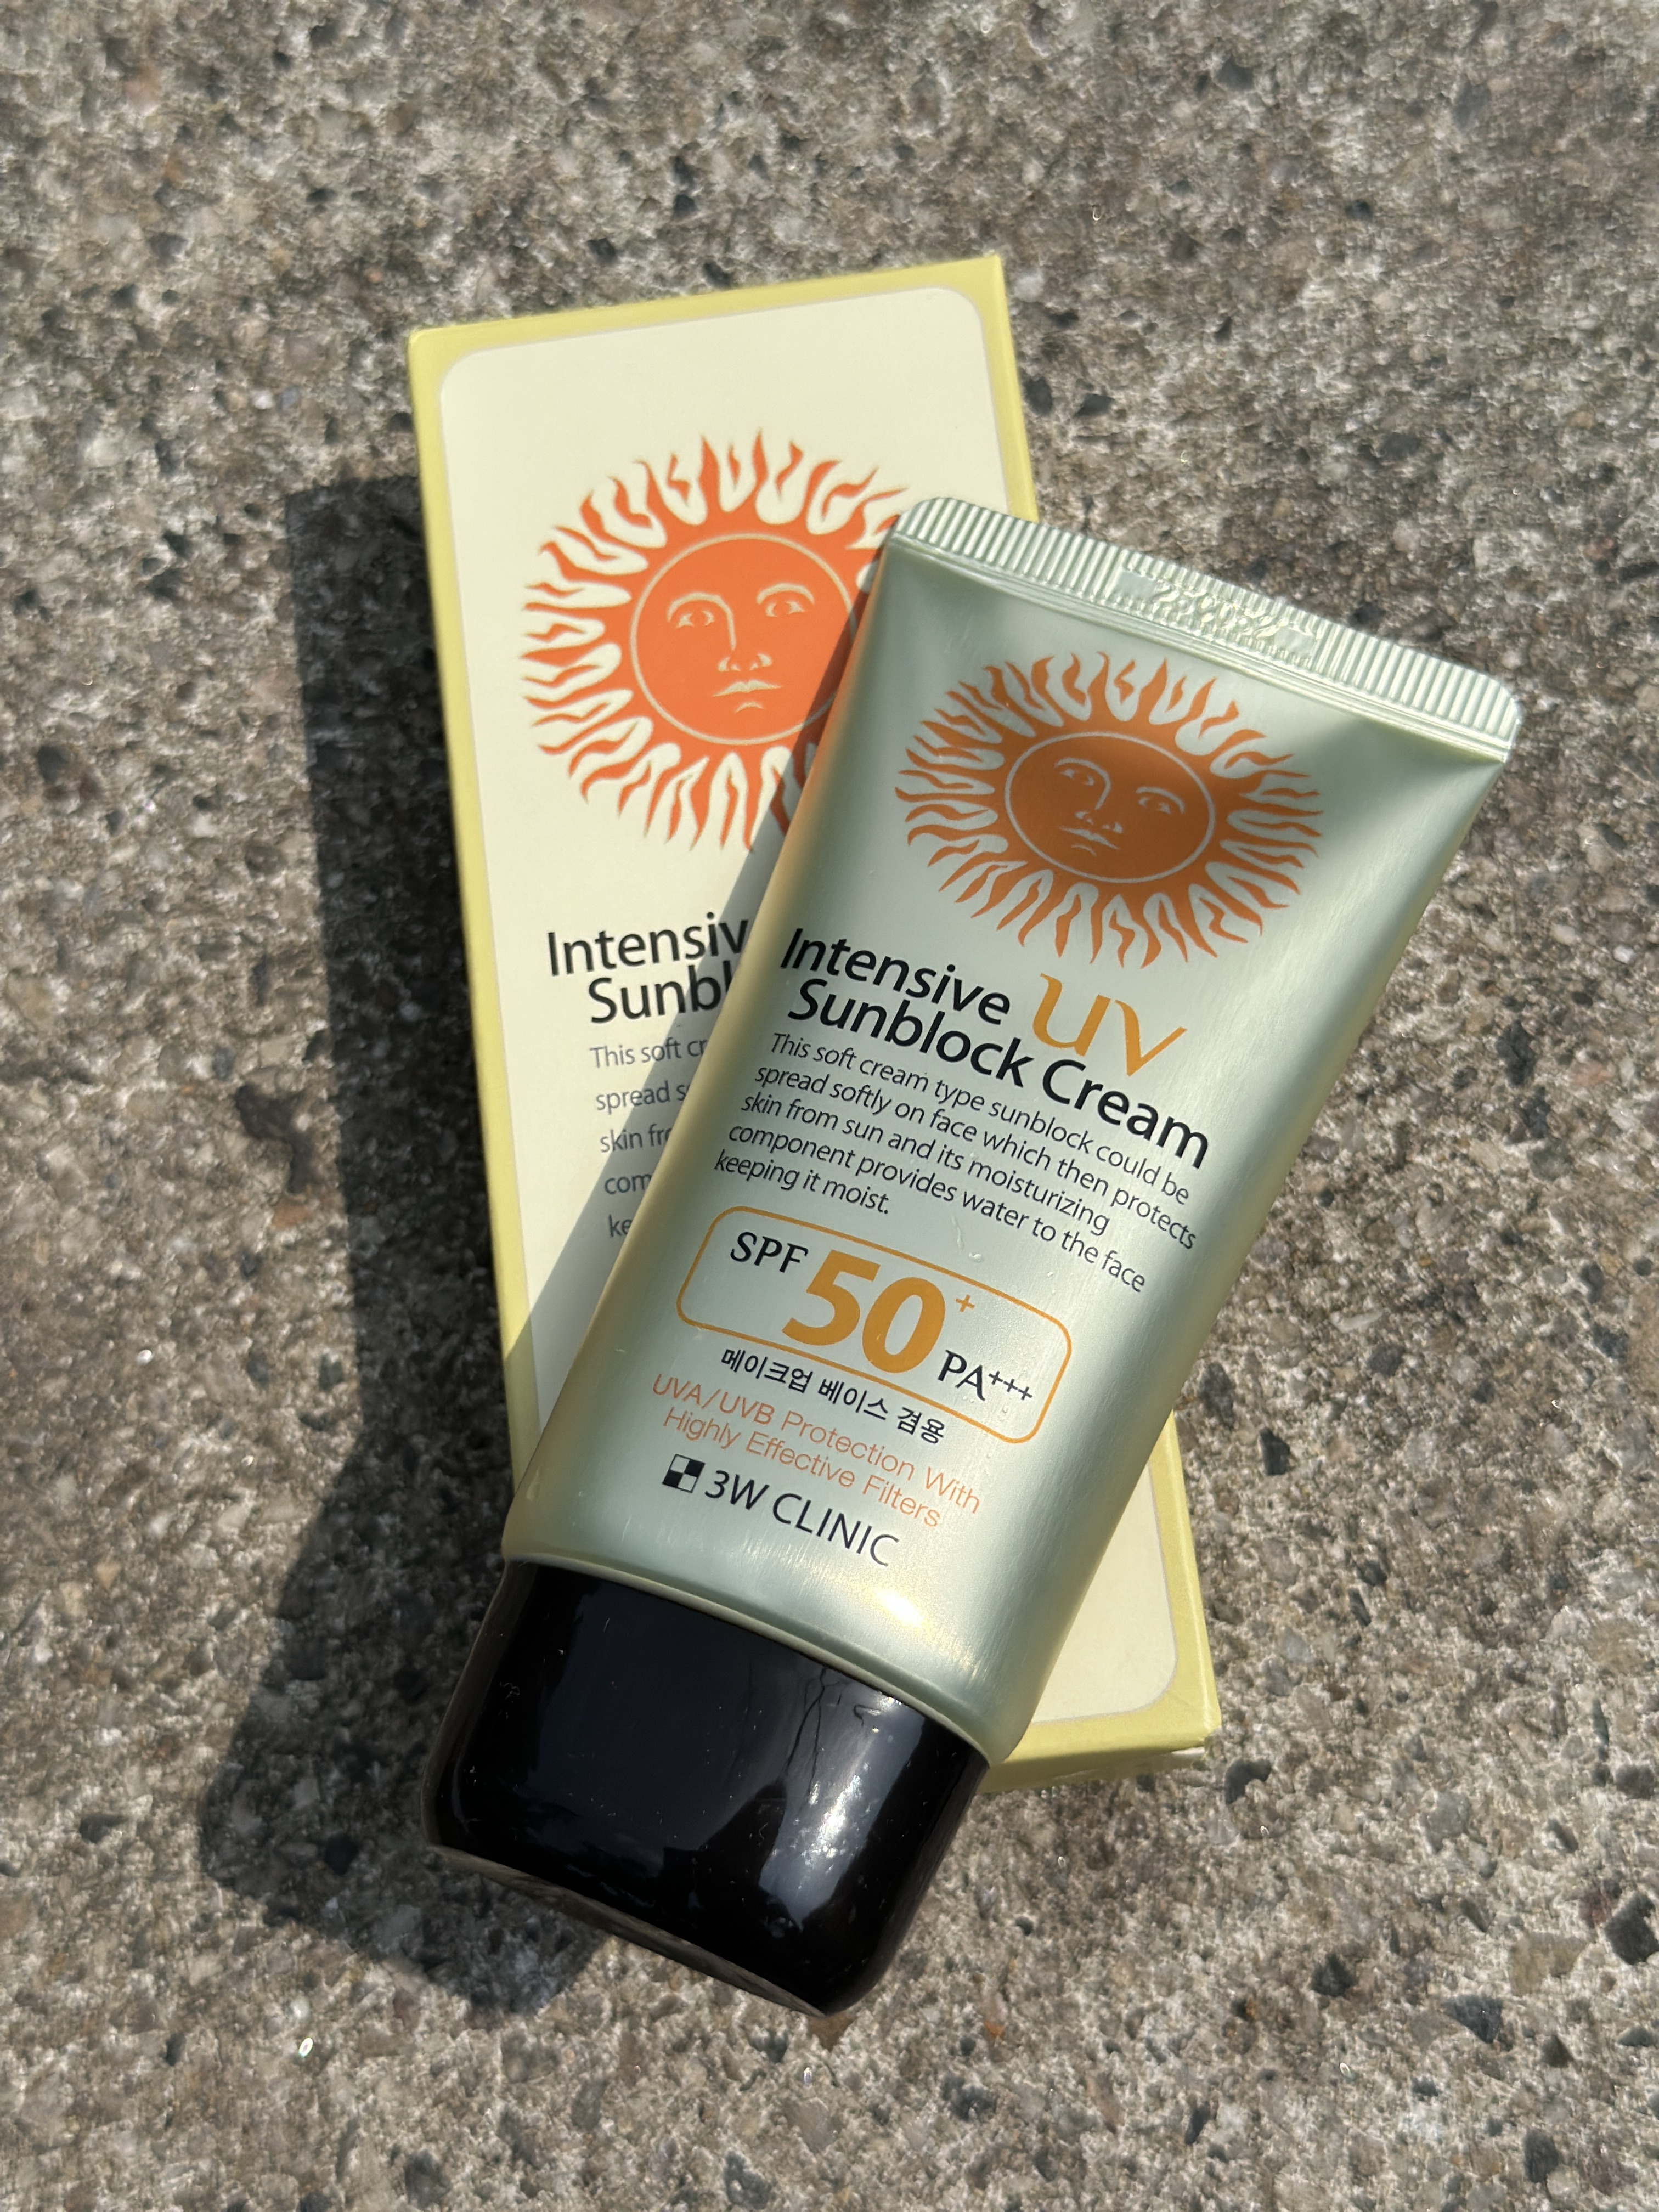 Intensiv
Sunbl
This soft cr
spread s
skin fr
com
ke
Intensive UV
Sunblock Cream
This soft cream type sunblock could be
spread softly on face which then protects
skin from sun and its moisturizing
component provides water to the face
keeping it moist.
SPF 50+ PA+++
메이크업 베이스 겸용
UVA/UVB Protection With
Highly Effective Filters
3W CLINIC